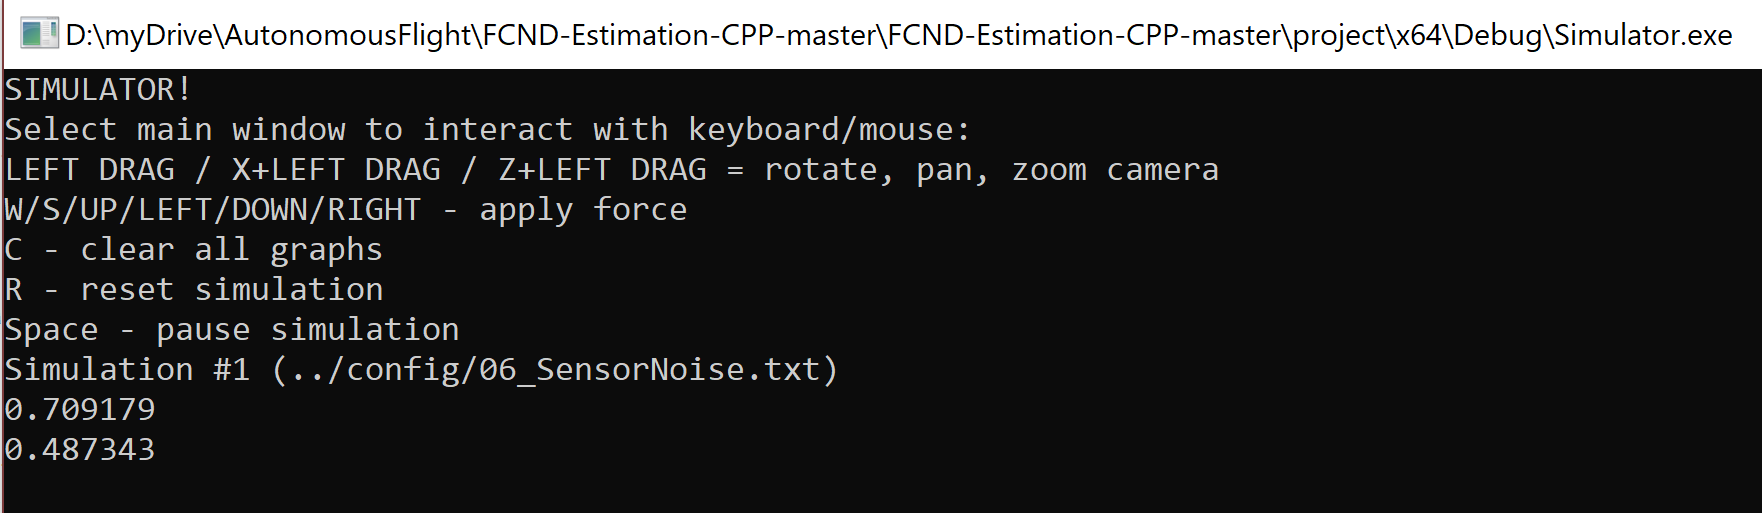 D:\myDrive\AutonomousFlight\FCND-Estimation-CPP-master\FCND-Estimation-CPP-master\project\x64\Debug\Simulator.exe
SIMULATOR!
Select main window to interact with keyboard/mouse:
LEFT DRAG / X+LEFT DRAG / Z+LEFT DRAG = rotate, pan, zoom camera
W/S/UP/LEFT/DOWN/RIGHT - apply force
C - clear all graphs
R - reset simulation
Space - pause simulation
Simulation #1 (../config/06_SensorNoise.txt)
0.709179
0.487343